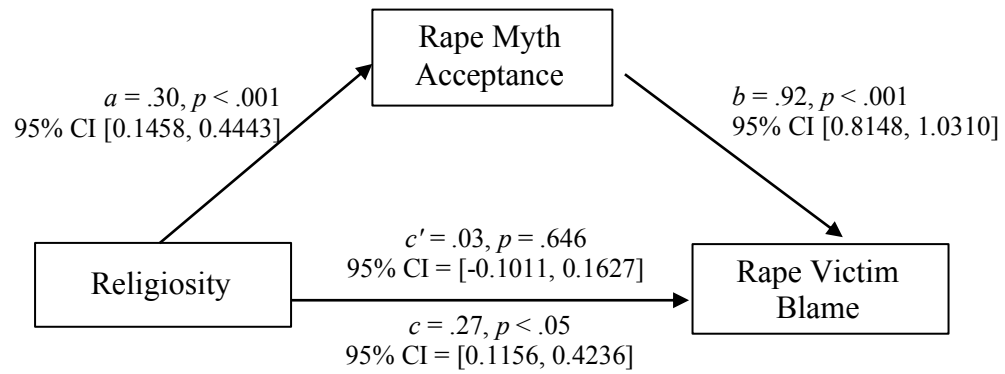 Rape Myth
Acceptance
a = .30, p < .001
95% CI [0.1458, 0.4443]
b = .92, p < .001
95% CI [0.8148, 1.0310]
c′ = .03, p = .646
95% CI = [-0.1011, 0.1627]
Religiosity
Rape Victim
Blame
c = .27, p < .05
95% CI = [0.1156, 0.4236]